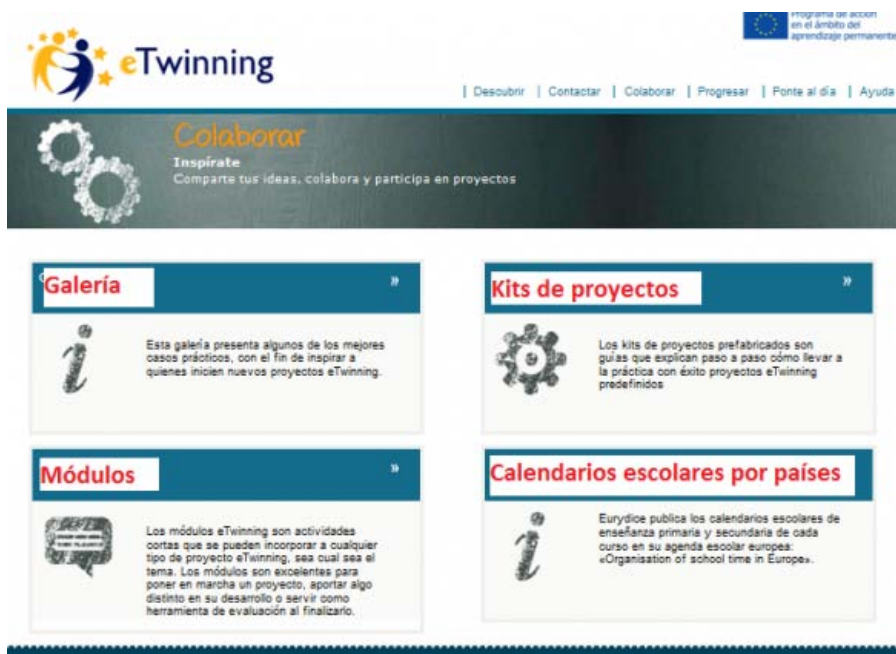 Programa de acción
en el ámbito del
aprendizaje permanente
eTwinning
| Descubrir | Contactar | Colaborar | Progresar | Ponte al día | Ayuda
Colaborar
Inspírate
Comparte tus ideas, colabora y participa en proyectos
Galería »
Esta galería presenta algunos de los mejores
casos prácticos, con el fin de inspirar a
quienes inicien nuevos proyectos eTwinning.
Kits de proyectos »
Los kits de proyectos prefabricados son
guías que explican paso a paso cómo llevar a
la práctica con éxito proyectos eTwinning
predefinidos
Módulos »
Los módulos eTwinning son actividades
cortas que se pueden incorporar a cualquier
tipo de proyecto eTwinning, sea cual sea el
tema. Los módulos son excelentes para
poner en marcha un proyecto, aportar algo
distinto en su desarrollo o servir como
herramienta de evaluación al finalizarlo.
Calendarios escolares por países
Eurydice publica los calendarios escolares de
enseñanza primaria y secundaria de cada
curso en su agenda escolar europea:
«Organisation of school time in Europe».